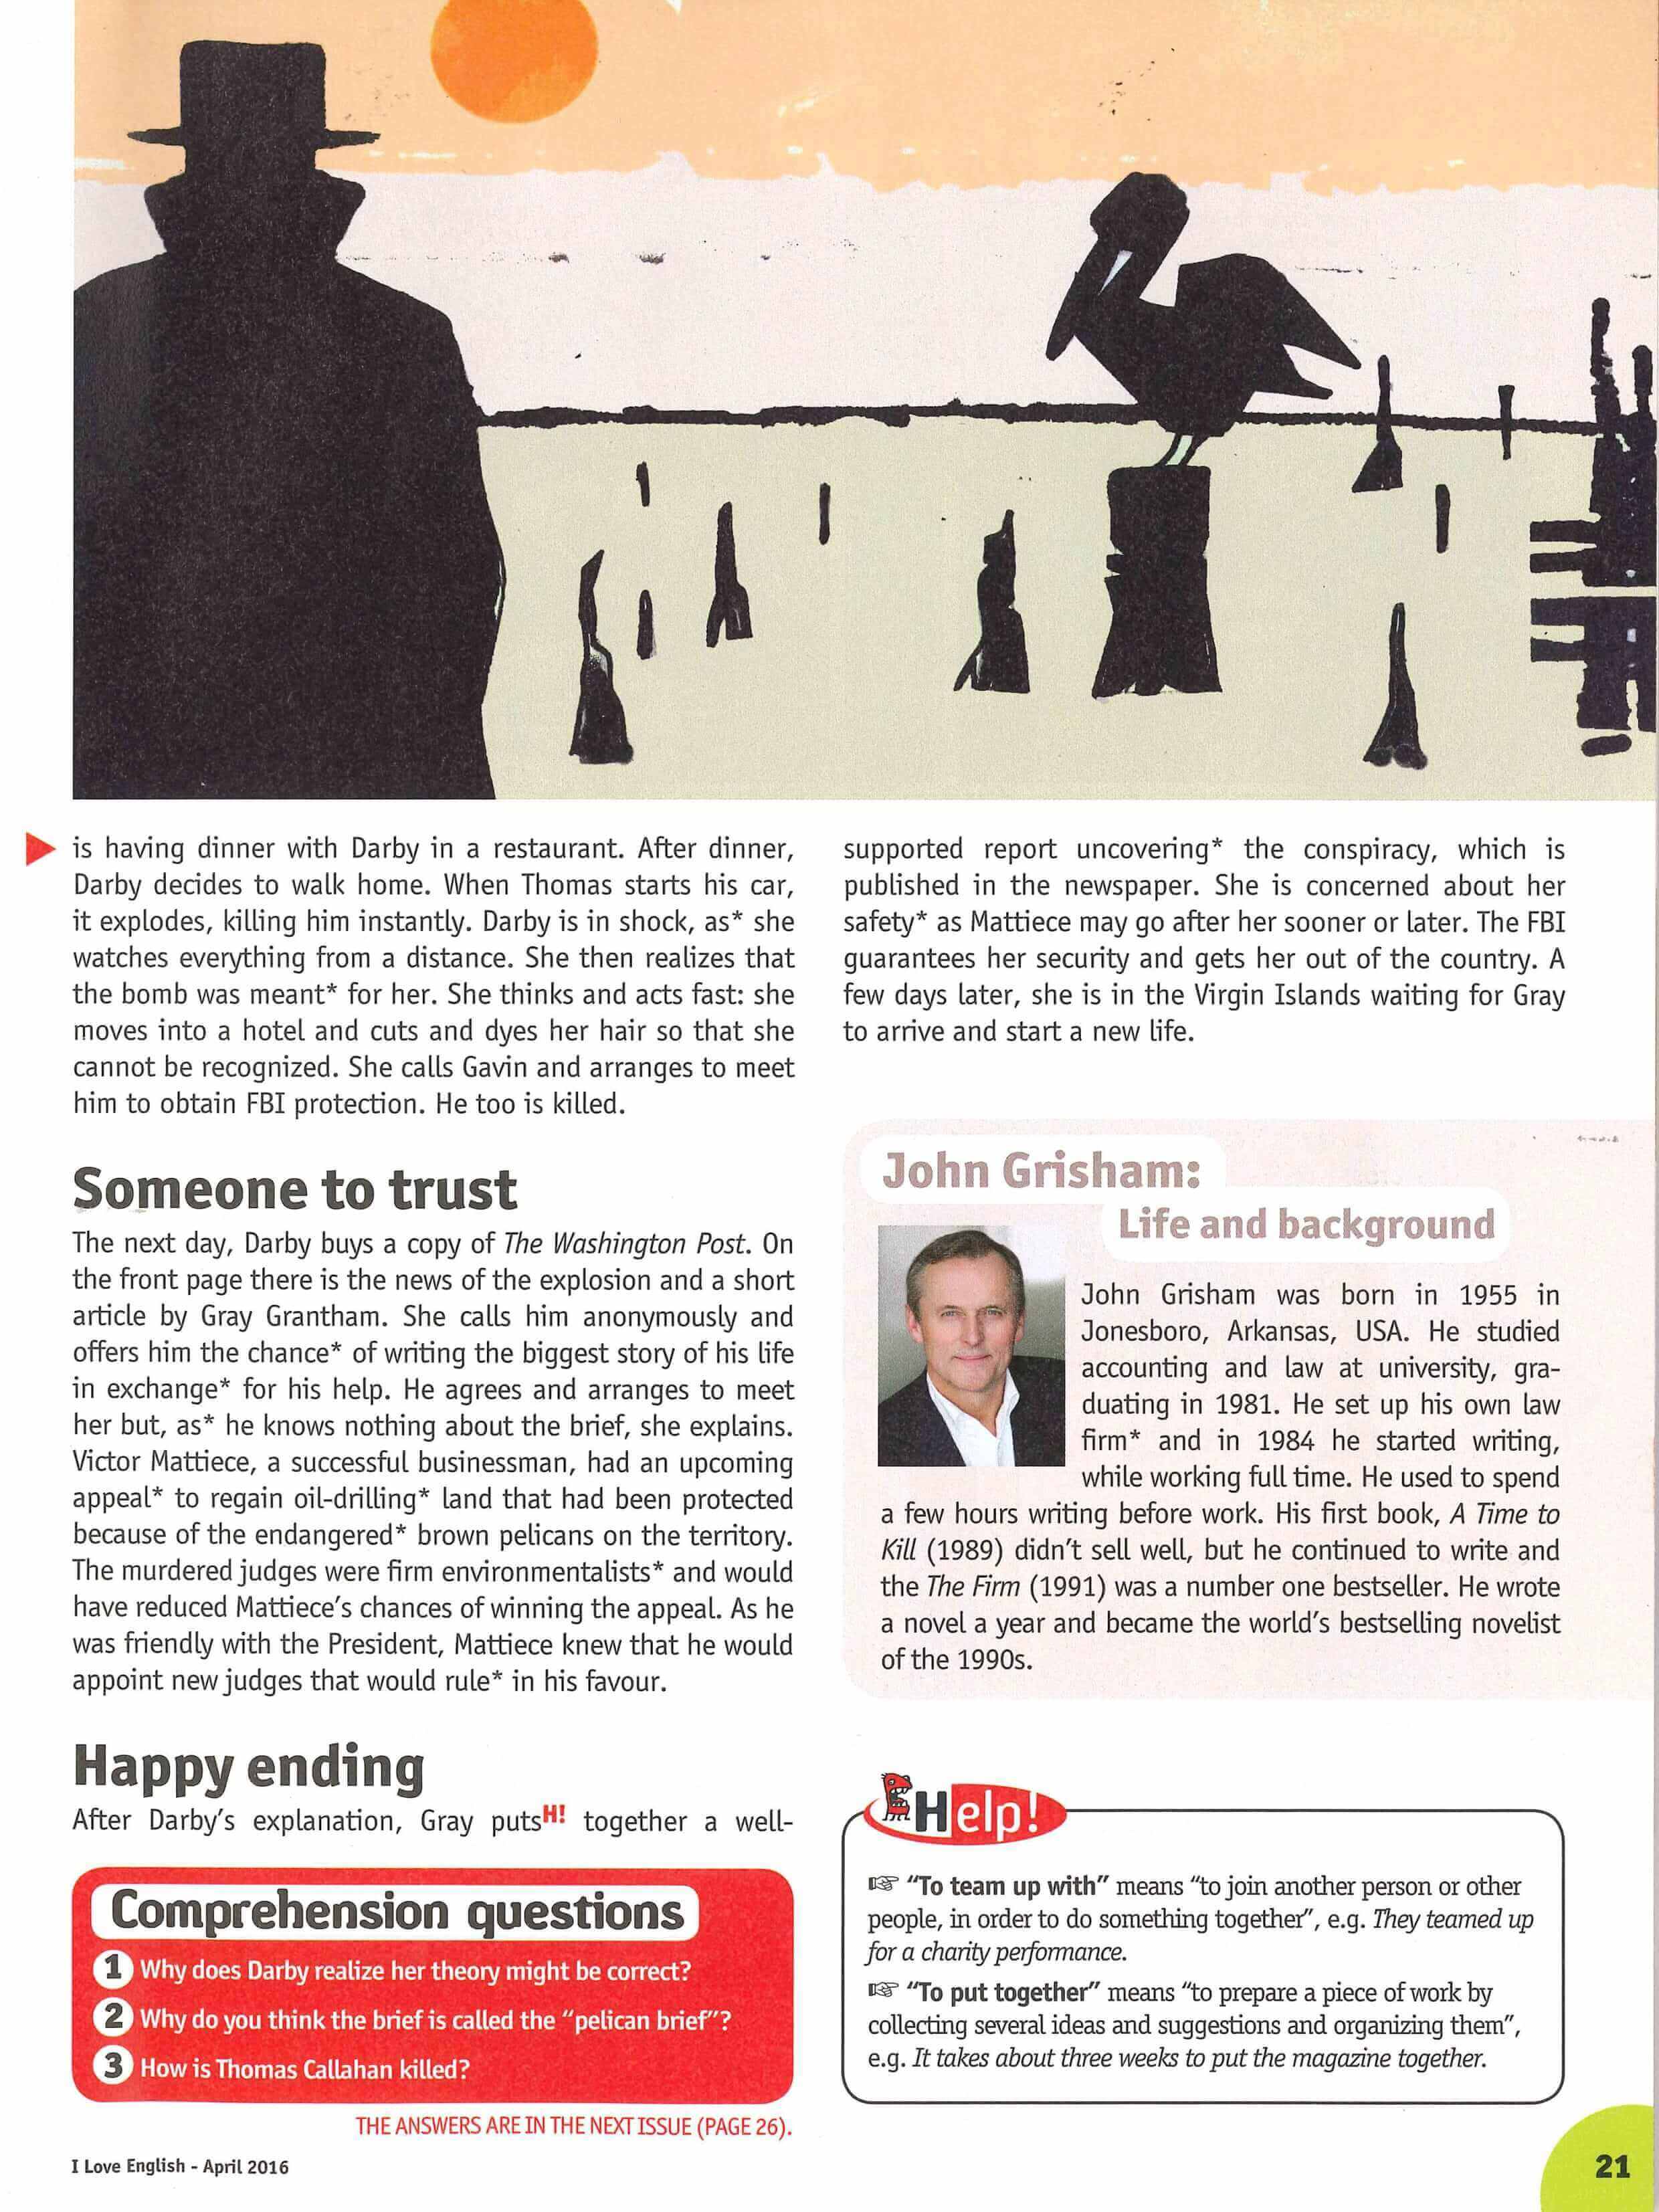 is having dinner with Darby in a restaurant. After dinner,
Darby decides to walk home. When Thomas starts his car,
it explodes, killing him instantly. Darby is in shock, as* she
watches everything from a distance. She then realizes that
the bomb was meant* for her. She thinks and acts fast: she
moves into a hotel and cuts and dyes her hair so that she
cannot be recognized. She calls Gavin and arranges to meet
him to obtain FBI protection. He too is killed.
Someone to trust
The next day, Darby buys a copy of The Washington Post. On
the front page there is the news of the explosion and a short
article by Gray Grantham. She calls him anonymously and
offers him the chance* of writing the biggest story of his life
in exchange* for his help. He agrees and arranges to meet
her but, as* he knows nothing about the brief, she explains.
Victor Mattiece, a successful businessman, had an upcoming
appeal* to regain oil-drilling* land that had been protected
because of the endangered* brown pelicans on the territory.
The murdered judges were firm environmentalists* and would
have reduced Mattiece's chances of winning the appeal. As he
was friendly with the President, Mattiece knew that he would
appoint new judges that would rule* in his favour.
Happy ending
After Darby's explanation, Gray putsH! together a well-
supported report uncovering* the conspiracy, which is
published in the newspaper. She is concerned about her
safety* as Mattiece may go after her sooner or later. The FBI
guarantees her security and gets her out of the country. A
few days later, she is in the Virgin Islands waiting for Gray
to arrive and start a new life.
John Grisham:
Life and background
John Grisham was born in 1955 in
Jonesboro, Arkansas, USA. He studied
accounting and law at university, gra-
duating in 1981. He set up his own law
firm* and in 1984 he started writing,
while working full time. He used to spend
a few hours writing before work. His first book, A Time to
Kill (1989) didn't sell well, but he continued to write and
the The Firm (1991) was a number one bestseller. He wrote
a novel a year and became the world's bestselling novelist
of the 1990s.
Comprehension questions
1 Why does Darby realize her theory might be correct?
2 Why do you think the brief is called the "pelican brief"?
3 How is Thomas Callahan killed?
THE ANSWERS ARE IN THE NEXT ISSUE (PAGE 26).
Help!
☞ "To team up with" means "to join another person or other
people, in order to do something together", e.g. They teamed up
for a charity performance.
☞ "To put together" means "to prepare a piece of work by
collecting several ideas and suggestions and organizing them",
e.g. It takes about three weeks to put the magazine together.
I Love English - April 2016
21